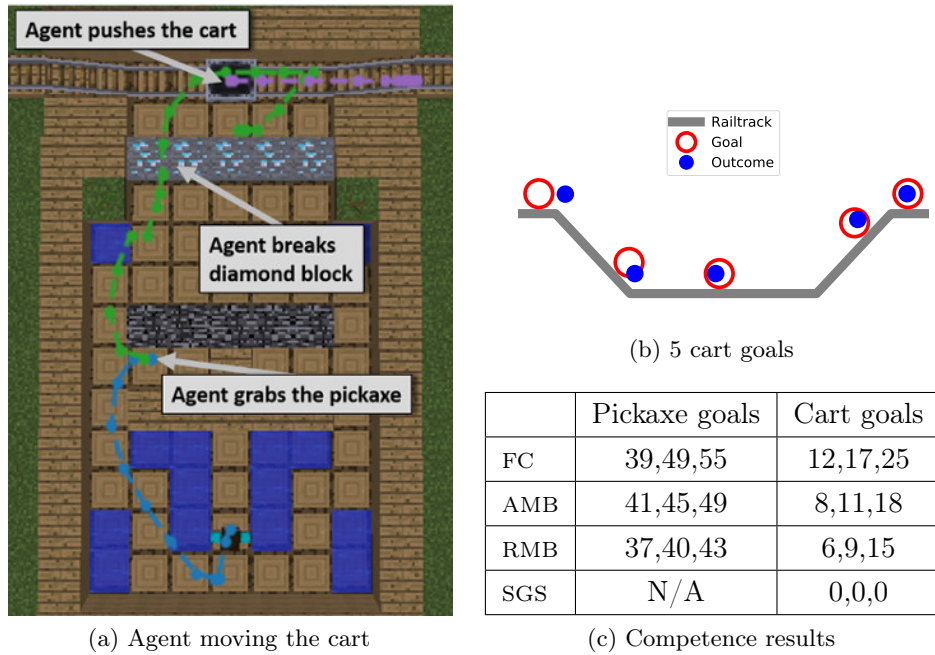 Agent pushes the cart
Agent breaks
diamond block
Agent grabs the pickaxe
(a) Agent moving the cart
Railtrack
Goal
Outcome
(b) 5 cart goals
Pickaxe goals Cart goals
FC 39,49,55 12,17,25
AMB 41,45,49 8,11,18
RMB 37,40,43 6,9,15
SGS N/A 0,0,0
(c) Competence results